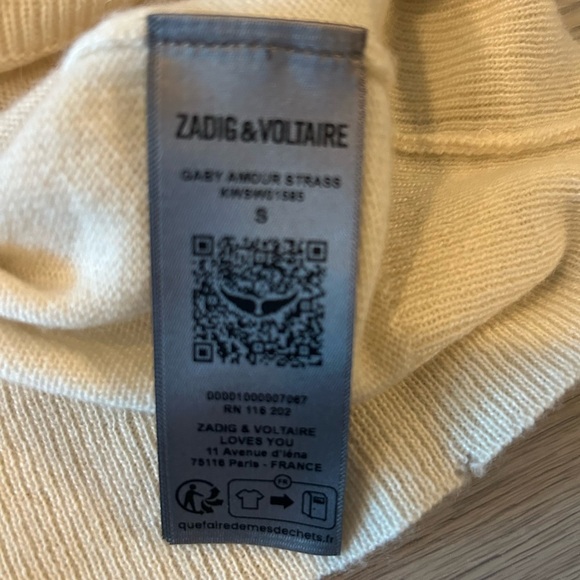 ZADIG & VOLTAIRE
GABY AMOUR STRASS
KWSW01585
S
00001000007067
RN 116 202
ZADIG & VOLTAIRE
LOVES YOU
11 Avenue d'iéna
75116 Paris - FRANCE
FR
quefairedemesdechets.fr